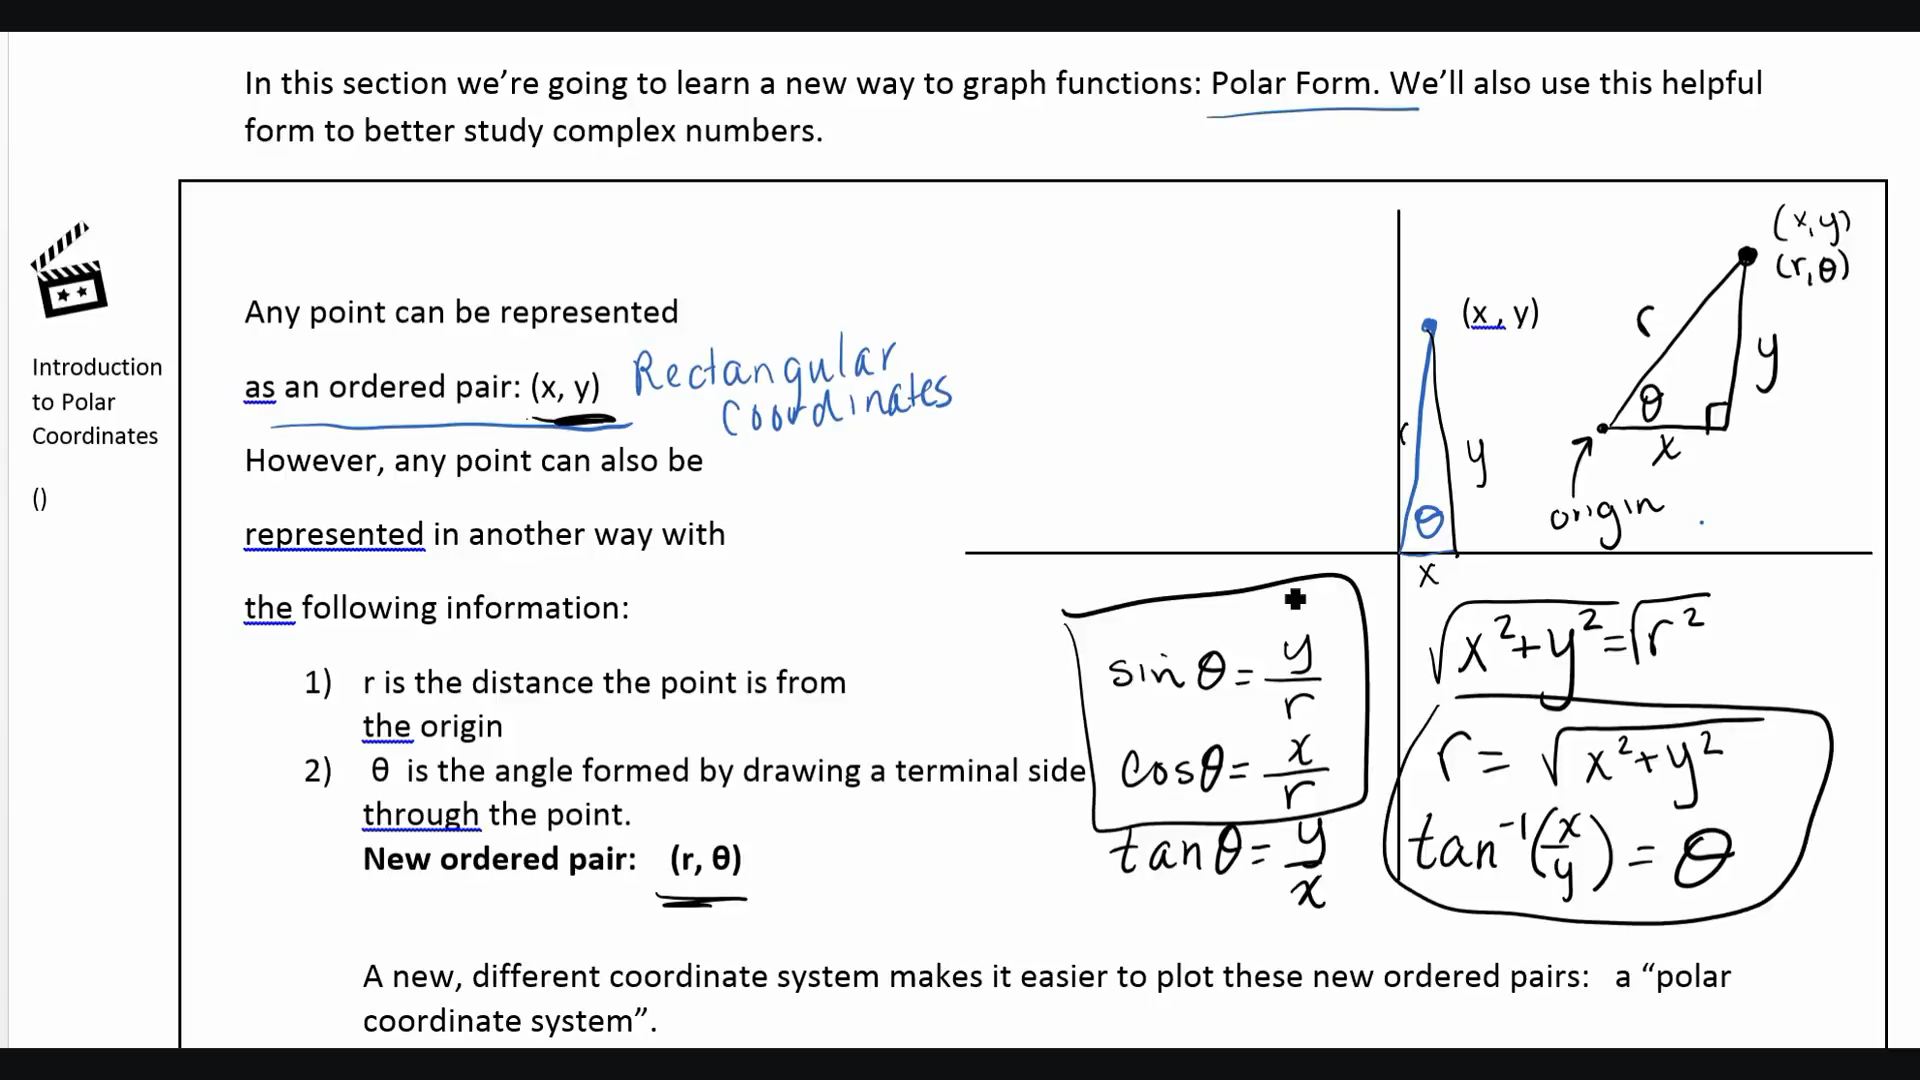 In this section we’re going to learn a new way to graph functions: Polar Form. We’ll also use this helpful
form to better study complex numbers.
Introduction
to Polar
Coordinates
()
Any point can be represented
as an ordered pair: (x, y)
Rectangular
Coordinates
However, any point can also be
represented in another way with
the following information:
1) r is the distance the point is from
the origin
2) θ is the angle formed by drawing a terminal side
through the point.
New ordered pair: (r, θ)
(x , y)
r
y
θ
x
(x, y)
(r, θ)
r
y
θ
x
origin
sin θ = y/r
cos θ = x/r
tan θ = y/x
√x²+y² = √r²
r = √x²+y²
tan⁻¹(x/y) = θ
A new, different coordinate system makes it easier to plot these new ordered pairs: a “polar
coordinate system”.